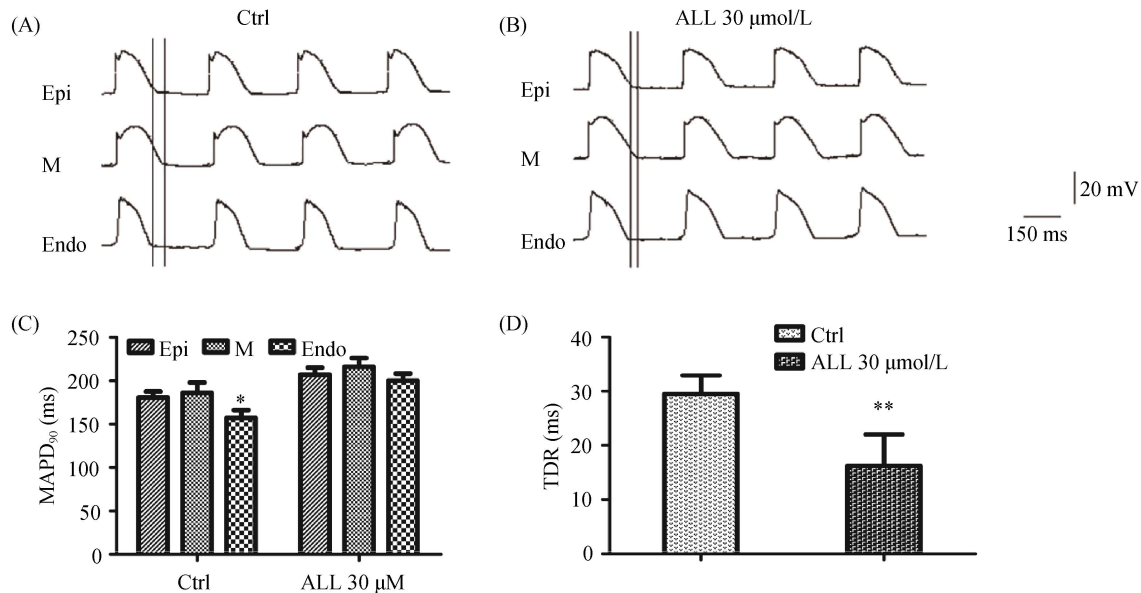 (A)
Ctrl
Epi
M
Endo
(B)
ALL 30 μmol/L
Epi
M
Endo
20 mV
150 ms
(C)
MAPD90 (ms)
250
200
150
100
50
0
Epi M Endo
*
Ctrl
ALL 30 μM
(D)
TDR (ms)
40
30
20
10
0
Ctrl
ALL 30 μmol/L
**